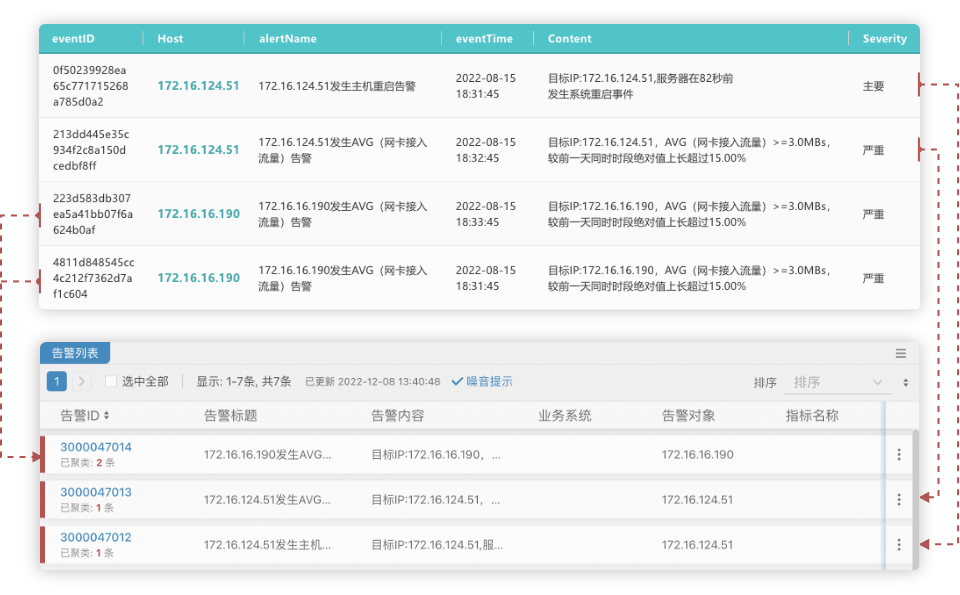 eventID Host alertName eventTime Content Severity
0f50239928ea
65c771715268
a785d0a2
172.16.124.51
172.16.124.51发生主机重启告警
2022-08-15
18:31:45
目标IP:172.16.124.51,服务器在82秒前
发生系统重启事件
主要
213dd445e35c
934f2c8a150d
cedbf8ff
172.16.124.51
172.16.124.51发生AVG（网卡接入
流量）告警
2022-08-15
18:32:45
目标IP:172.16.124.51，AVG（网卡接入流量）>=3.0MBs，
较前一天同时时段绝对值上长超过15.00%
严重
223d583db307
ea5a41bb07f6a
624b0af
172.16.16.190
172.16.16.190发生AVG（网卡接入
流量）告警
2022-08-15
18:33:45
目标IP:172.16.16.190，AVG（网卡接入流量）>=3.0MBs，
较前一天同时时段绝对值上长超过15.00%
严重
4811d848545cc
4c212f7362d7a
f1c604
172.16.16.190
172.16.16.190发生AVG（网卡接入
流量）告警
2022-08-15
18:31:45
目标IP:172.16.16.190，AVG（网卡接入流量）>=3.0MBs，
较前一天同时时段绝对值上长超过15.00%
严重
告警列表
1 选中全部 显示: 1-7条, 共7条 已更新 2022-12-08 13:40:48 噪音提示 排序 排序
告警ID 告警标题 告警内容 业务系统 告警对象 指标名称
3000047014
已聚类: 2 条
172.16.16.190发生AVG... 目标IP:172.16.16.190， ... 172.16.16.190
3000047013
已聚类: 1 条
172.16.124.51发生AVG... 目标IP:172.16.124.51， ... 172.16.124.51
3000047012
已聚类: 1 条
172.16.124.51发生主机... 目标IP:172.16.124.51,服... 172.16.124.51